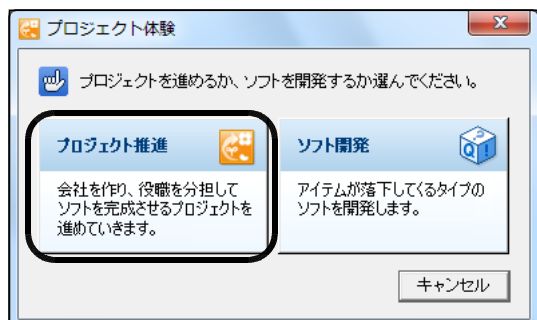 プロジェクト体験
プロジェクトを進めるか、ソフトを開発するか選んでください。
プロジェクト推進
会社を作り、役職を分担して
ソフトを完成させるプロジェクトを
進めていきます。
ソフト開発
アイテムが落下してくるタイプの
ソフトを開発します。
キャンセル